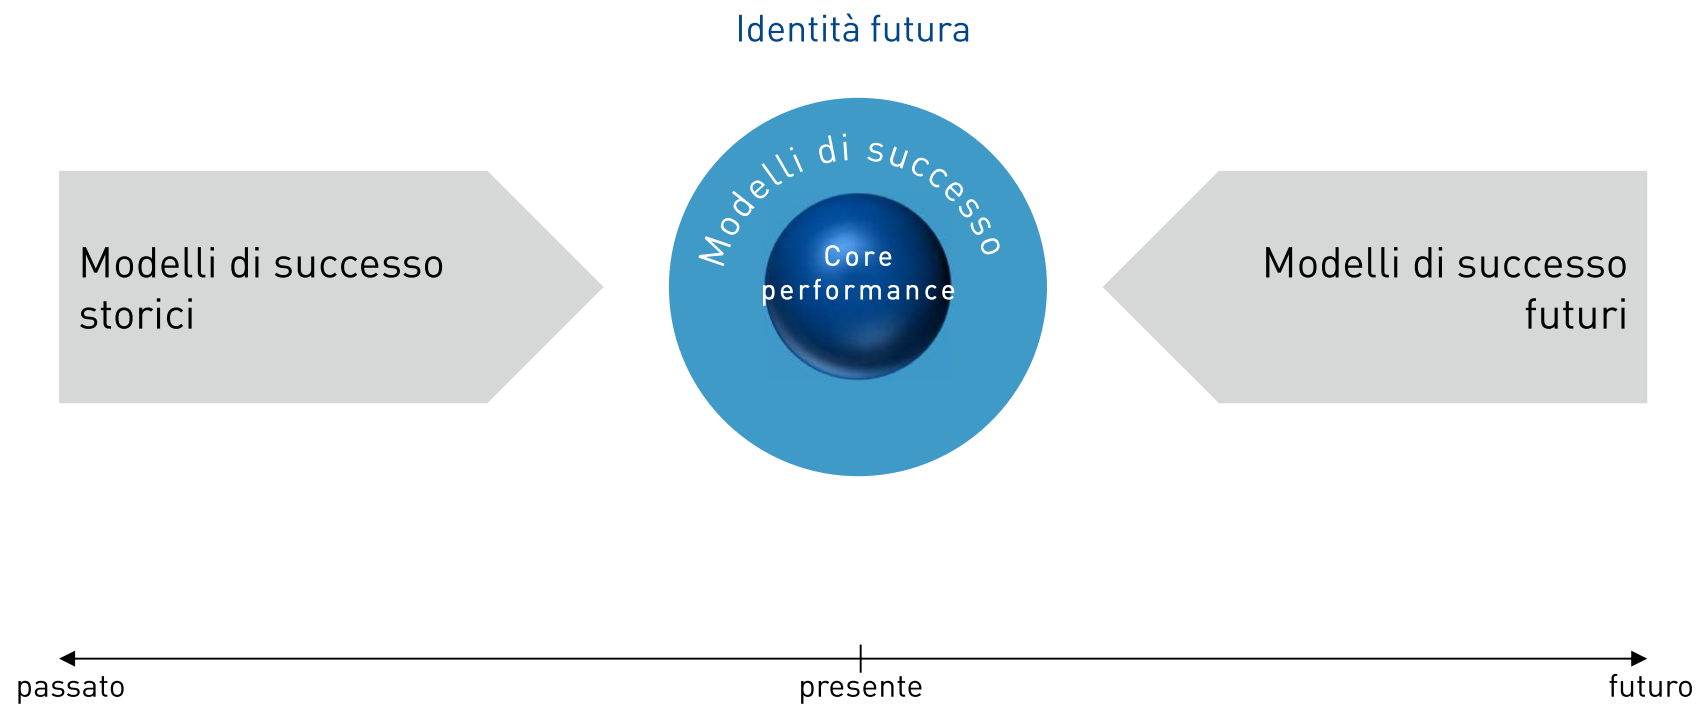 Identità futura
Modelli di successo
Core
performance
Modelli di successo
storici
Modelli di successo
futuri
passato
presente
futuro